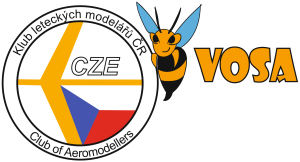 Klub leteckých modelářů ČR
CZE
Club of Aeromodellers
VOSA